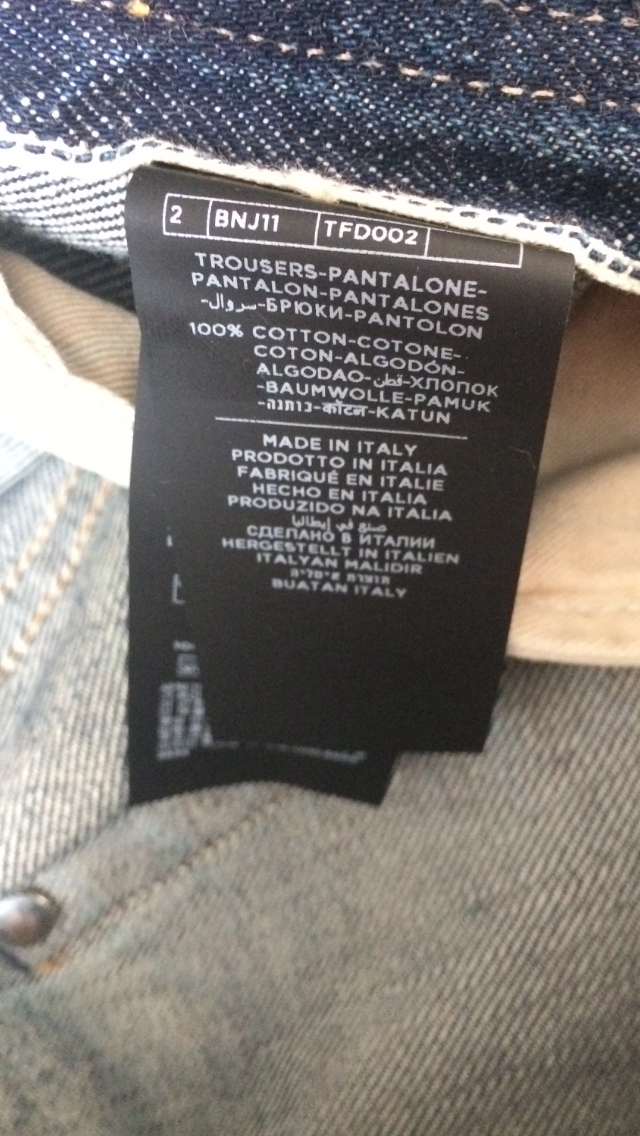 2 BNJ11 TFD002
TROUSERS-PANTALONE-
PANTALON-PANTALONES
-سروال-БРЮКИ-PANTOLON
100% COTTON-COTONE-
COTON-ALGODÓN-
ALGODAO-قطن-ХЛОПОК
-BAUMWOLLE-PAMUK
-כותנה-कॉटन-KATUN
MADE IN ITALY
PRODOTTO IN ITALIA
FABRIQUÉ EN ITALIE
HECHO EN ITALIA
PRODUZIDO NA ITALIA
صنع في إيطاليا
СДЕЛАНО В ИТАЛИИ
HERGESTELLT IN ITALIEN
ITALYAN MALIDIR
תוצרת איטליה
BUATAN ITALY